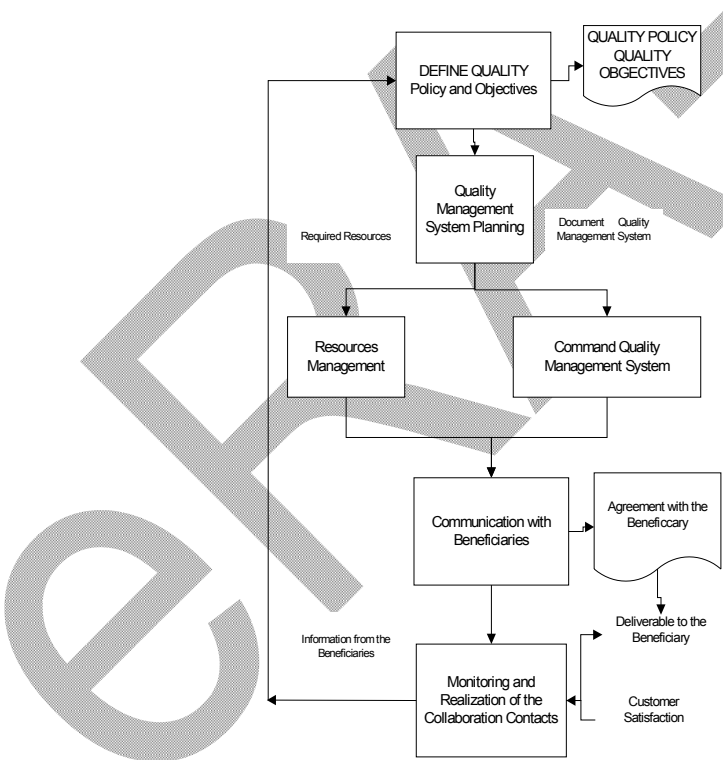 DEFINE QUALITY
Policy and Objectives
QUALITY POLICY
QUALITY
OBGECTIVES
Quality
Management
System Planning
Required Resources
Document Quality
Management System
Resources
Management
Command Quality
Management System
Communication with
Beneficiaries
Agreement with the
Beneficcary
Deliverable to the
Beneficiary
Information from the
Beneficiaries
Monitoring and
Realization of the
Collaboration Contacts
Customer
Satisfaction
eRA